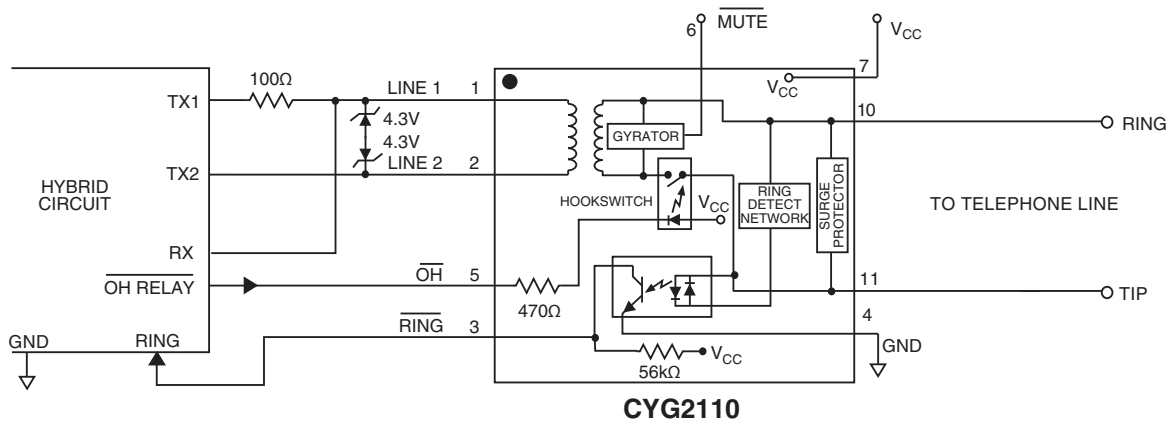 MUTE
6
VCC
7
VCC
100Ω
TX1
LINE 1
1
10
RING
4.3V
4.3V
GYRATOR
TX2
LINE 2
2
HYBRID
CIRCUIT
HOOKSWITCH
VCC
RING
DETECT
NETWORK
SURGE
PROTECTOR
TO TELEPHONE LINE
RX
OH RELAY
OH
5
470Ω
11
TIP
GND
RING
RING
3
4
GND
VCC
56kΩ
CYG2110